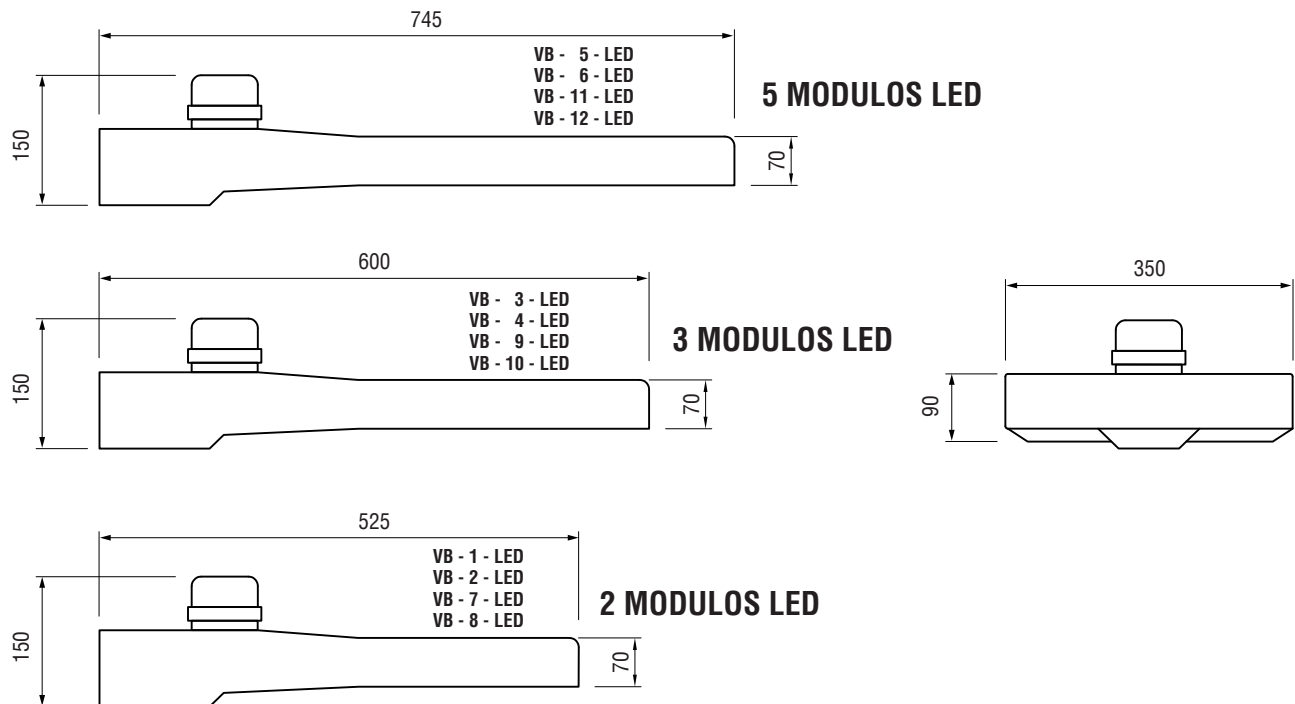 745
VB - 5 - LED
VB - 6 - LED
VB - 11 - LED
VB - 12 - LED
5 MODULOS LED
150
70
600
VB - 3 - LED
VB - 4 - LED
VB - 9 - LED
VB - 10 - LED
3 MODULOS LED
150
70
350
90
525
VB - 1 - LED
VB - 2 - LED
VB - 7 - LED
VB - 8 - LED
2 MODULOS LED
150
70